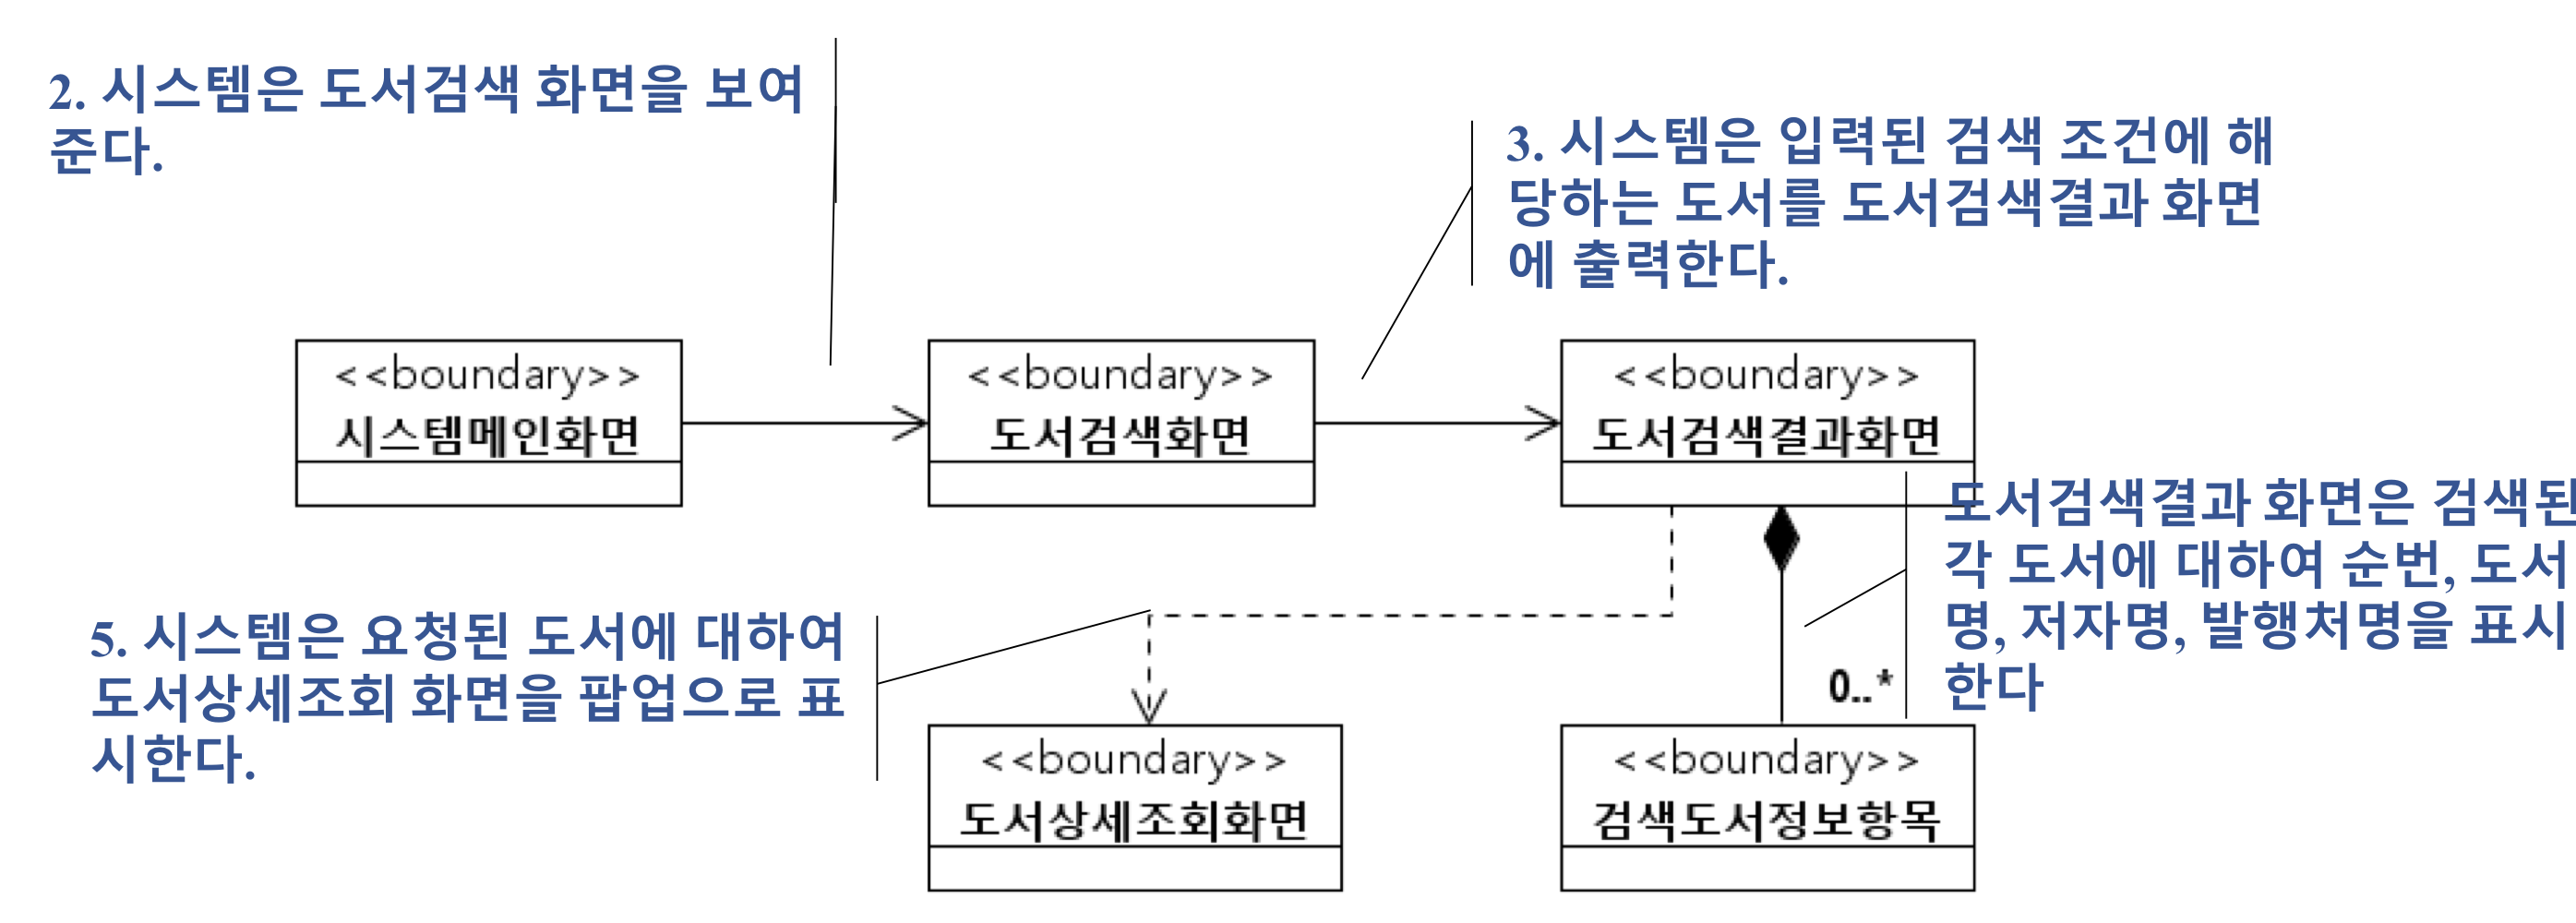 2. 시스템은 도서검색 화면을 보여
준다.
3. 시스템은 입력된 검색 조건에 해
당하는 도서를 도서검색결과 화면
에 출력한다.
<<boundary>>
시스템메인화면
<<boundary>>
도서검색화면
<<boundary>>
도서검색결과화면
도서검색결과 화면은 검색된
각 도서에 대하여 순번, 도서
명, 저자명, 발행처명을 표시
한다
5. 시스템은 요청된 도서에 대하여
도서상세조회 화면을 팝업으로 표
시한다.
0..*
<<boundary>>
도서상세조회화면
<<boundary>>
검색도서정보항목